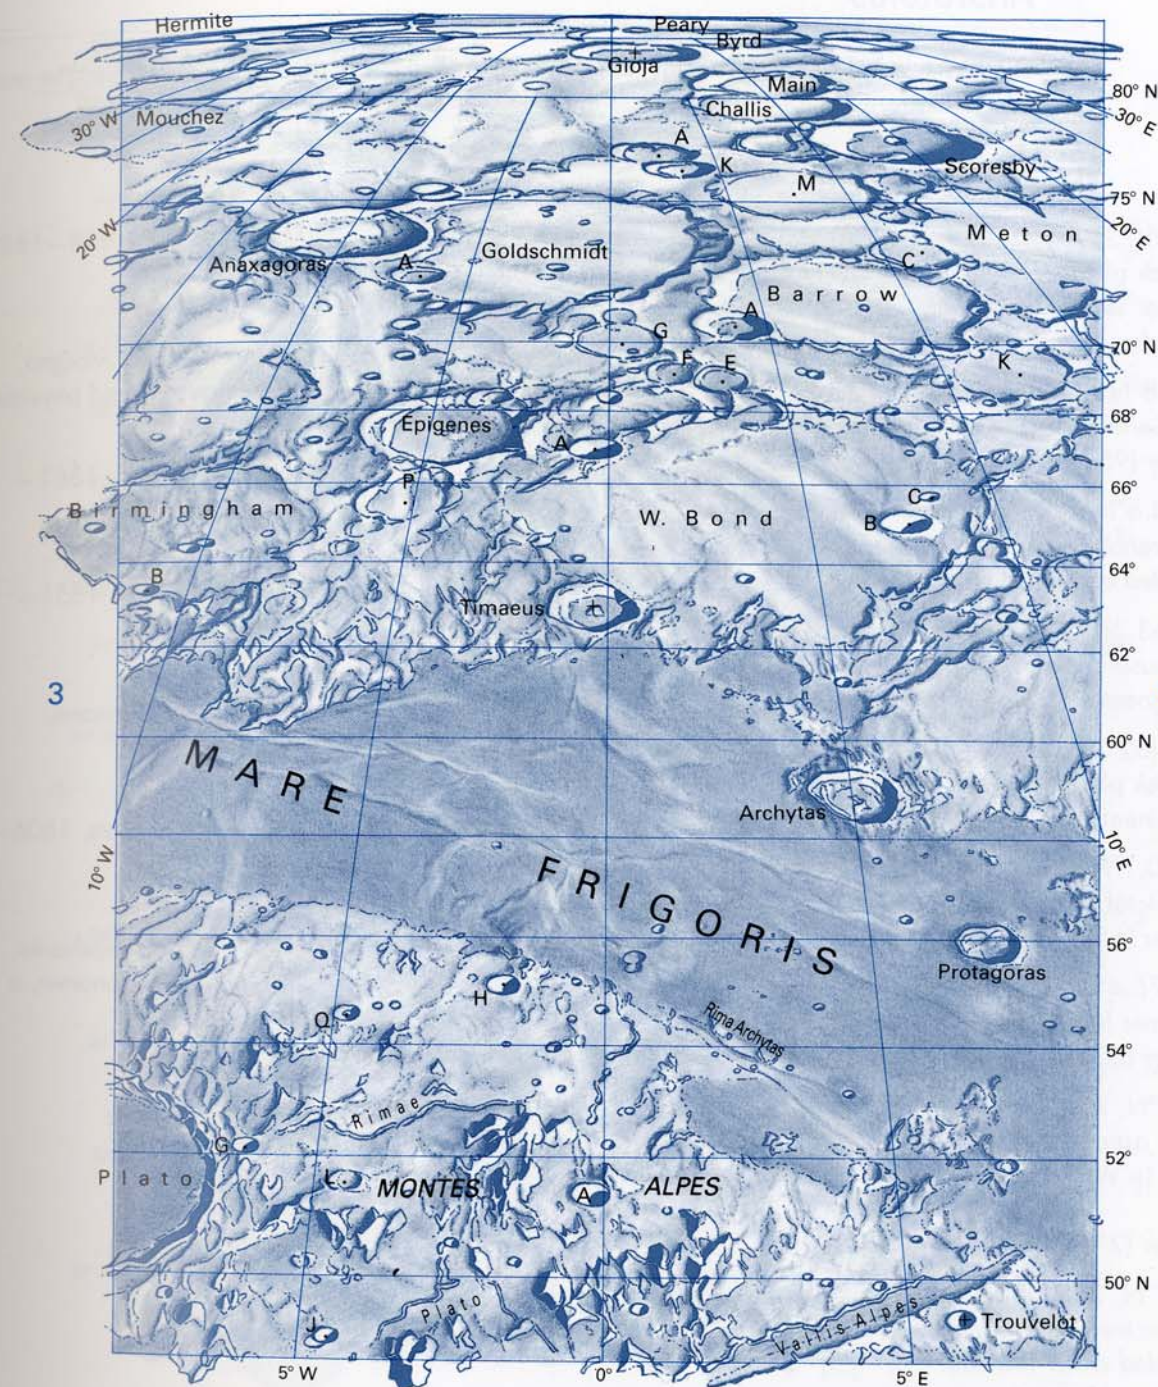 Hermite
Peary
Byrd
Gioja
Main
80° N
30° W
Mouchez
Challis
30° E
A
K
Scoresby
M
75° N
20° W
20° E
Meton
Anaxagoras
A
Goldschmidt
C
Barrow
A
G
70° N
F
E
K
68°
Epigenes
A
P
66°
C
Birmingham
W. Bond
B
64°
B
Timaeus
62°
3
60° N
MARE
Archytas
10° W
10° E
FRIGORIS
56°
Protagoras
H
Q
Rima Archytas
54°
Rimae
G
52°
Plato
L
MONTES
A
ALPES
50° N
Plato
J
Vallis Alpes
Trouvelot
5° W
0°
5° E